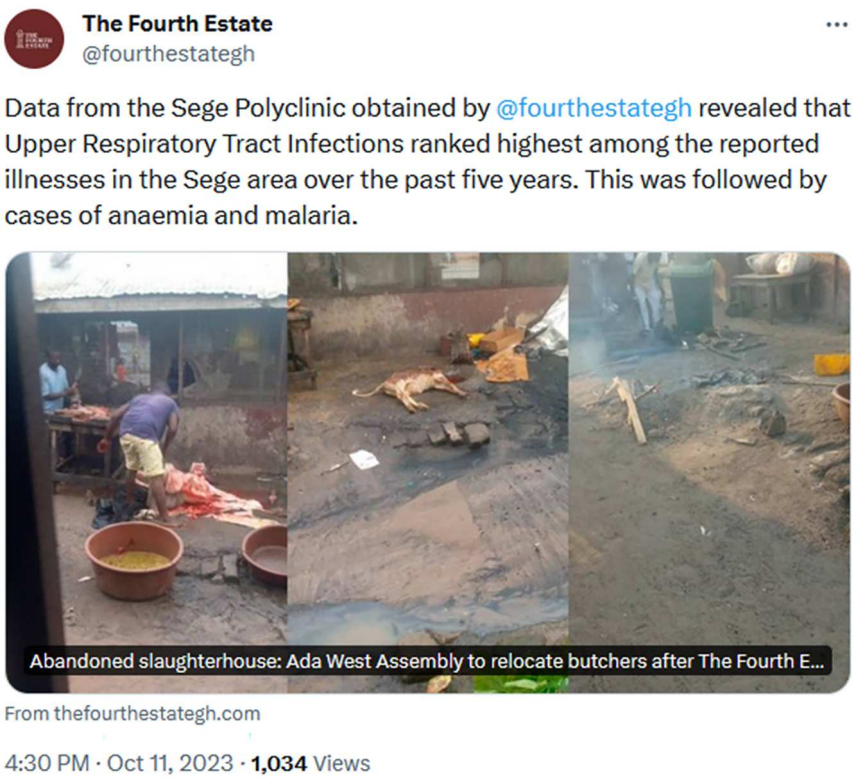 The Fourth Estate
@fourthestategh
Data from the Sege Polyclinic obtained by @fourthestategh revealed that
Upper Respiratory Tract Infections ranked highest among the reported
illnesses in the Sege area over the past five years. This was followed by
cases of anaemia and malaria.
Abandoned slaughterhouse: Ada West Assembly to relocate butchers after The Fourth E...
From thefourthestategh.com
4:30 PM · Oct 11, 2023 · 1,034 Views